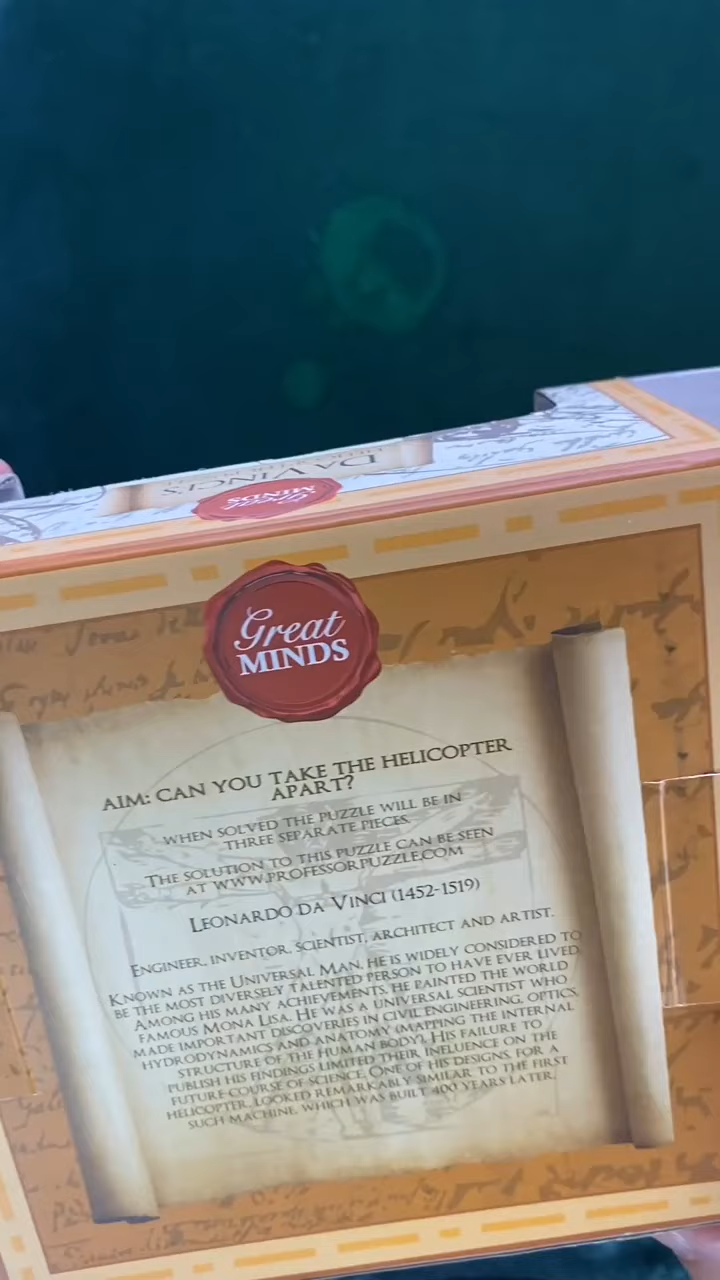 DAVINCI'S
Great
MINDS
Great
MINDS
AIM: CAN YOU TAKE THE HELICOPTER
APART?
WHEN SOLVED THE PUZZLE WILL BE IN
THREE SEPARATE PIECES.
THE SOLUTION TO THIS PUZZLE CAN BE SEEN
AT WWW.PROFESSORPUZZLE.COM
LEONARDO DA VINCI (1452-1519)
ENGINEER, INVENTOR, SCIENTIST, ARCHITECT AND ARTIST.
KNOWN AS THE UNIVERSAL MAN, HE IS WIDELY CONSIDERED TO
BE THE MOST DIVERSELY TALENTED PERSON TO HAVE EVER LIVED.
AMONG HIS MANY ACHIEVEMENTS, HE PAINTED THE WORLD
FAMOUS MONA LISA. HE WAS A UNIVERSAL SCIENTIST WHO
MADE IMPORTANT DISCOVERIES IN CIVIL ENGINEERING, OPTICS,
HYDRODYNAMICS AND ANATOMY (MAPPING THE INTERNAL
STRUCTURE OF THE HUMAN BODY). HIS FAILURE TO
PUBLISH HIS FINDINGS LIMITED THEIR INFLUENCE ON THE
FUTURE COURSE OF SCIENCE. ONE OF HIS DESIGNS, FOR A
HELICOPTER, LOOKED REMARKABLY SIMILAR TO THE FIRST
SUCH MACHINE, WHICH WAS BUILT 400 YEARS LATER.